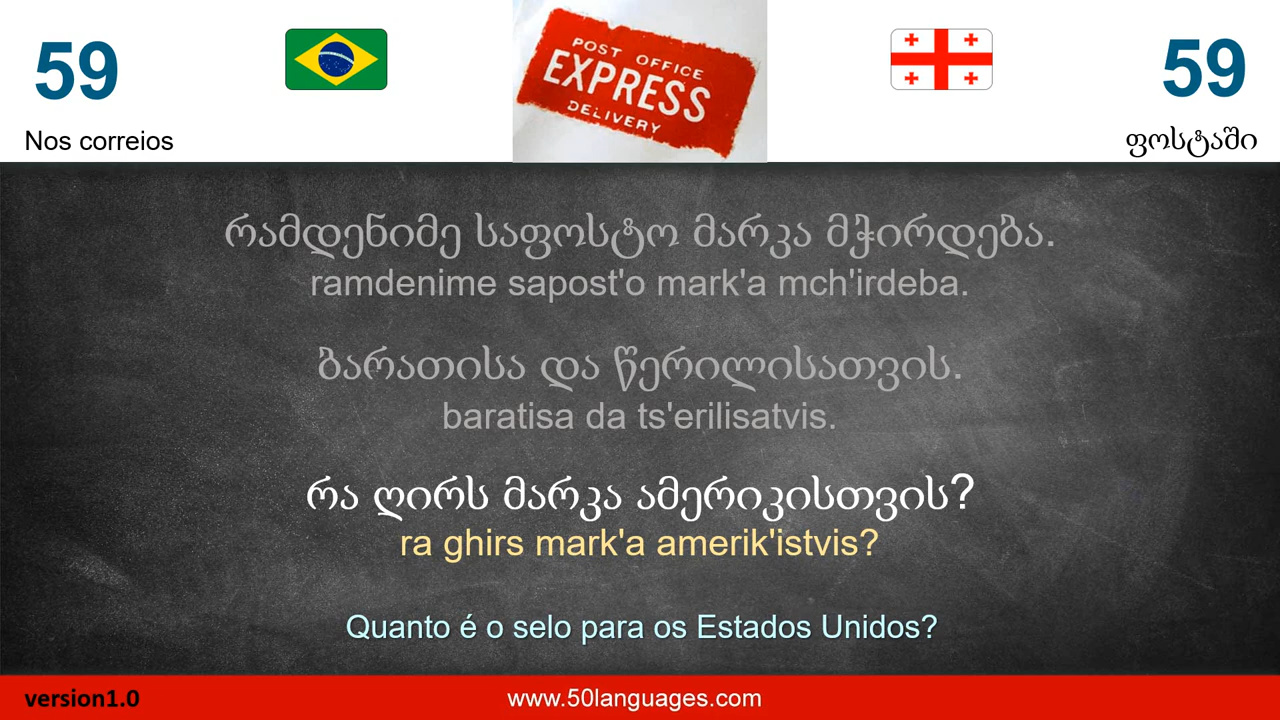 59
59
Nos correios
ფოსტაში
POST OFFICE
EXPRESS
DELIVERY
რამდენიმე საფოსტო მარკა მჭირდება.
ramdenime sapost'o mark'a mch'irdeba.
ბარათისა და წერილისათვის.
baratisa da ts'erilisatvis.
რა ღირს მარკა ამერიკისთვის?
ra ghirs mark'a amerik'istvis?
Quanto é o selo para os Estados Unidos?
version1.0
www.50languages.com